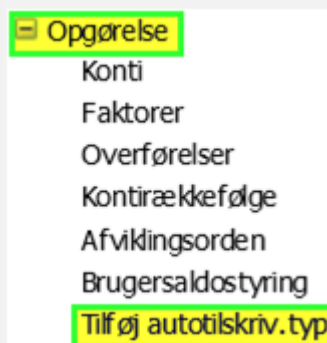 Opgørelse
Konti
Faktorer
Overførelser
Kontirækkefølge
Afviklingsorden
Brugersaldostyring
Tilføj autotilskriv.typ